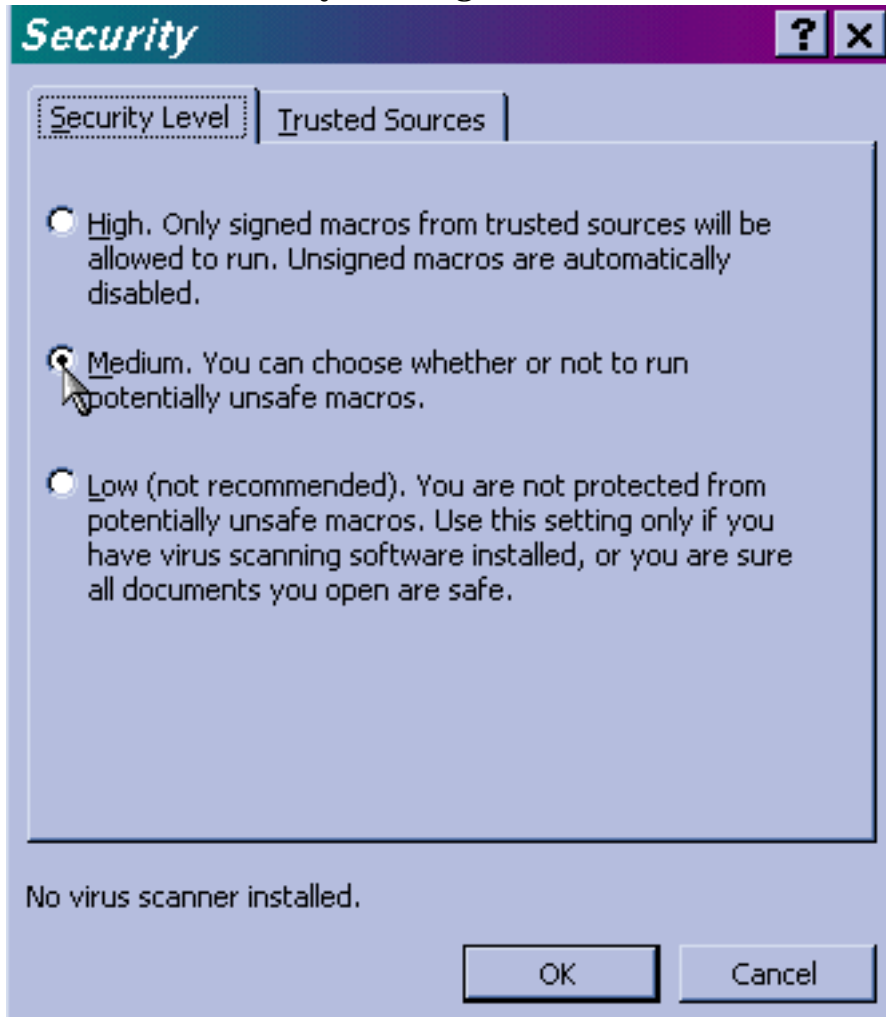 Security
Security Level
Trusted Sources
High. Only signed macros from trusted sources will be
allowed to run. Unsigned macros are automatically
disabled.
Medium. You can choose whether or not to run
potentially unsafe macros.
Low (not recommended). You are not protected from
potentially unsafe macros. Use this setting only if you
have virus scanning software installed, or you are sure
all documents you open are safe.
No virus scanner installed.
OK
Cancel